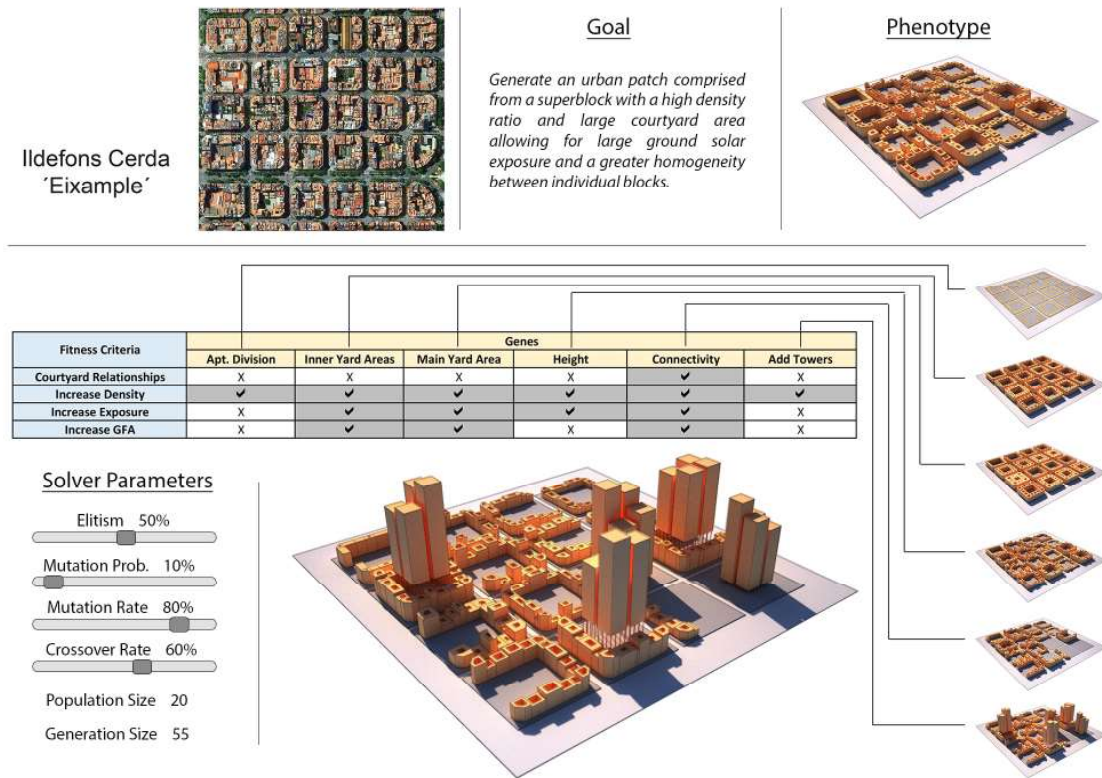 Ildefons Cerda
´Eixample´
Goal
Generate an urban patch comprised
from a superblock with a high density
ratio and large courtyard area
allowing for large ground solar
exposure and a greater homogeneity
between individual blocks.
Phenotype
Fitness Criteria
Genes
Apt. Division Inner Yard Areas Main Yard Area Height Connectivity Add Towers
Courtyard Relationships X X X X ✔ X
Increase Density ✔ ✔ ✔ ✔ ✔ ✔
Increase Exposure X ✔ ✔ ✔ ✔ X
Increase GFA X ✔ ✔ X ✔ X
Solver Parameters
Elitism 50%
Mutation Prob. 10%
Mutation Rate 80%
Crossover Rate 60%
Population Size 20
Generation Size 55